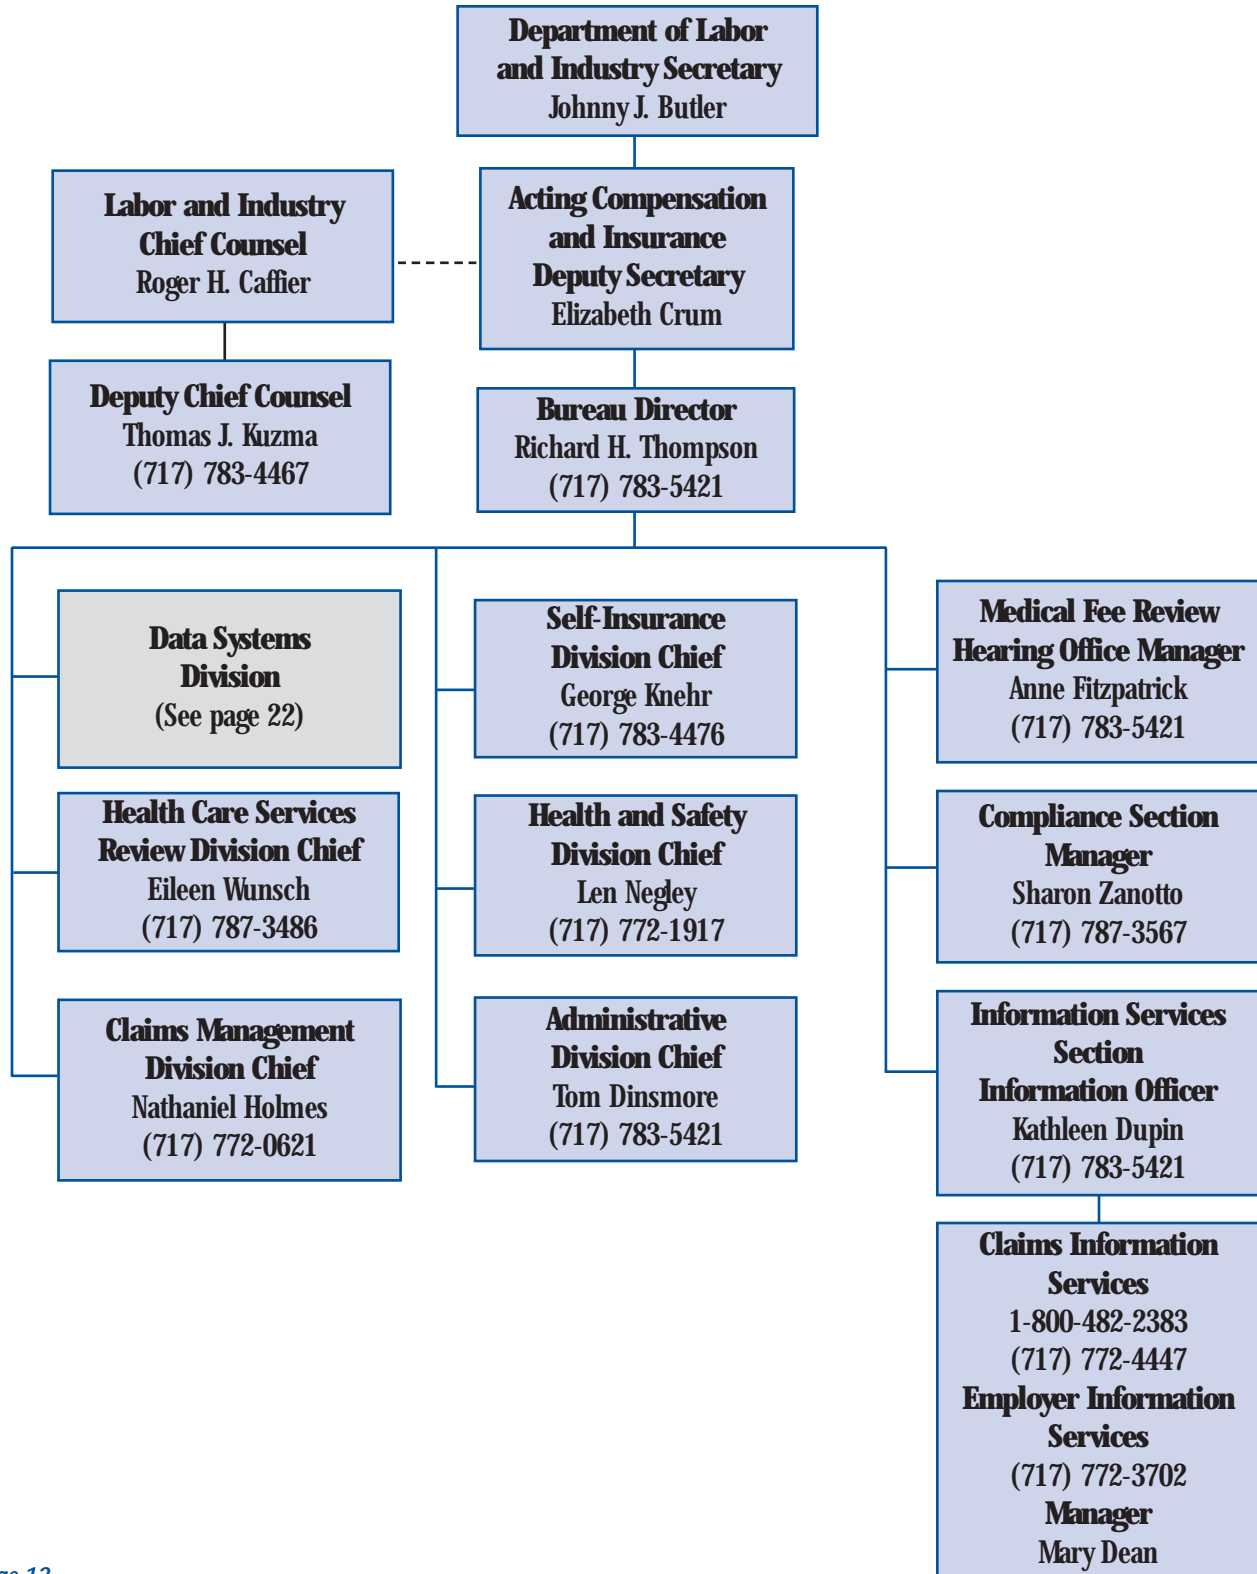 Department of Labor
and Industry Secretary
Johnny J. Butler
Labor and Industry
Chief Counsel
Roger H. Caffier
Acting Compensation
and Insurance
Deputy Secretary
Elizabeth Crum
Deputy Chief Counsel
Thomas J. Kuzma
(717) 783-4467
Bureau Director
Richard H. Thompson
(717) 783-5421
Data Systems
Division
(See page 22)
Health Care Services
Review Division Chief
Eileen Wunsch
(717) 787-3486
Claims Management
Division Chief
Nathaniel Holmes
(717) 772-0621
Self-Insurance
Division Chief
George Knehr
(717) 783-4476
Health and Safety
Division Chief
Len Negley
(717) 772-1917
Administrative
Division Chief
Tom Dinsmore
(717) 783-5421
Medical Fee Review
Hearing Office Manager
Anne Fitzpatrick
(717) 783-5421
Compliance Section
Manager
Sharon Zanotto
(717) 787-3567
Information Services
Section
Information Officer
Kathleen Dupin
(717) 783-5421
Claims Information
Services
1-800-482-2383
(717) 772-4447
Employer Information
Services
(717) 772-3702
Manager
Mary Dean